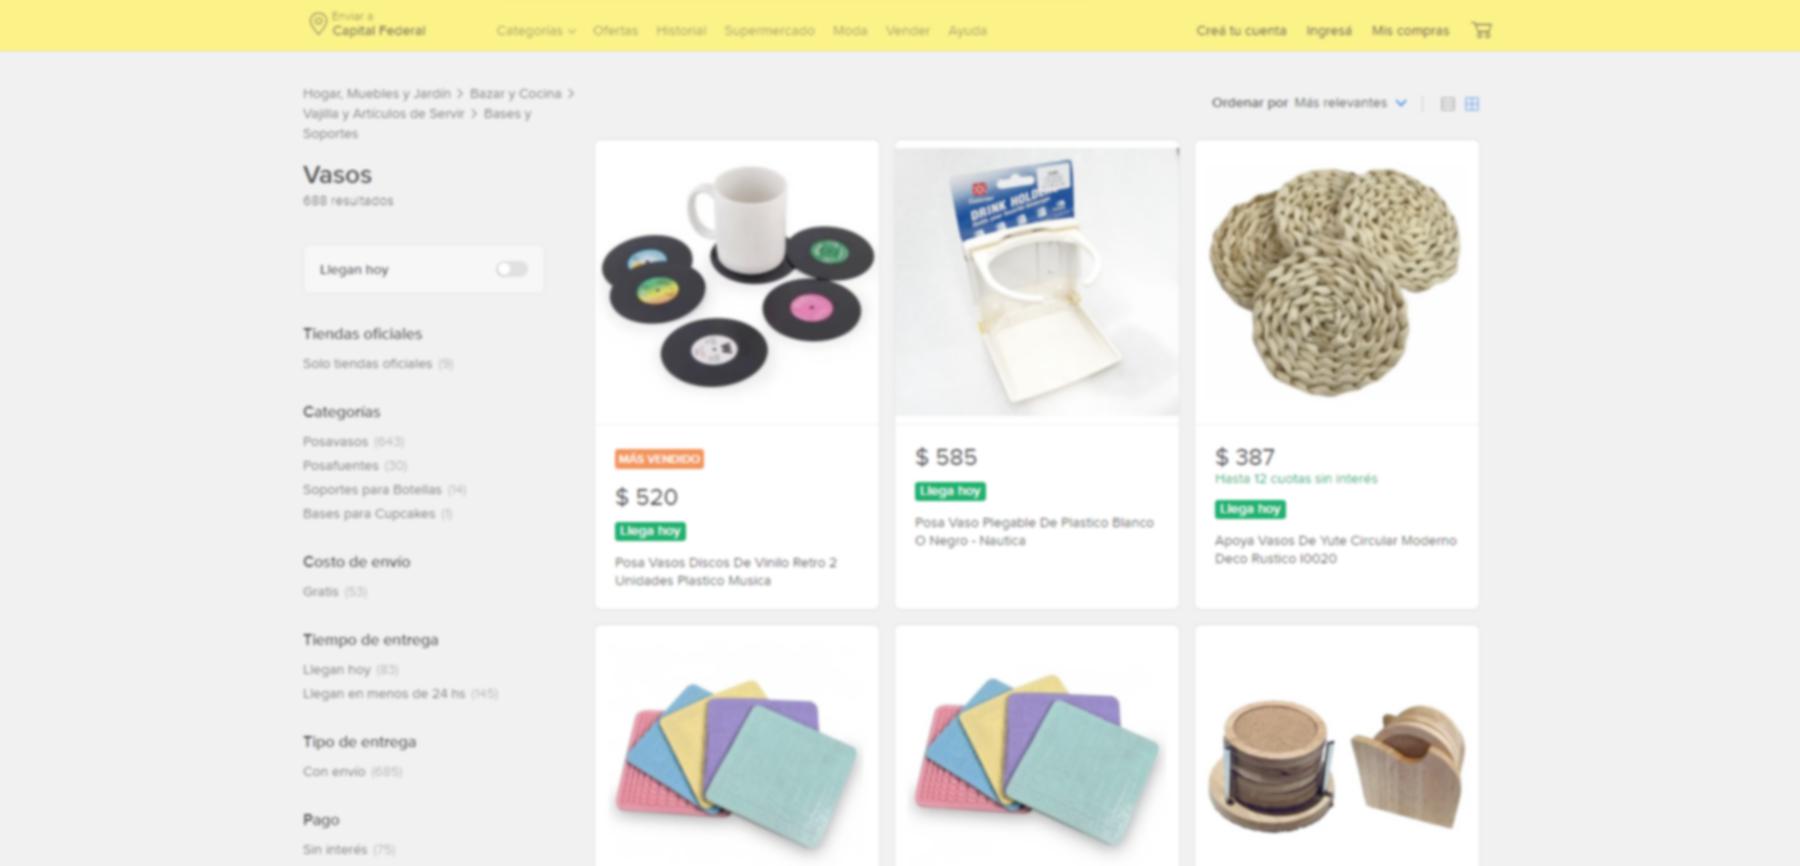 Enviar a
Capital Federal
Categorías Ofertas Historial Supermercado Moda Vender Ayuda
Creá tu cuenta Ingresá Mis compras
Hogar, Muebles y Jardín > Bazar y Cocina >
Vajilla y Artículos de Servir > Bases y
Soportes
Ordenar por Más relevantes
Vasos
688 resultados
Llegan hoy
Tiendas oficiales
Solo tiendas oficiales (9)
Categorías
Posavasos (643)
Posafuentes (30)
Soportes para Botellas (14)
Bases para Cupcakes (1)
Costo de envío
Gratis (53)
Tiempo de entrega
Llegan hoy (83)
Llegan en menos de 24 hs (145)
Tipo de entrega
Con envío (685)
Pago
Sin interés (75)
MÁS VENDIDO
$ 520
Llega hoy
Posa Vasos Discos De Vinilo Retro 2
Unidades Plastico Musica
DRINK HOLDER
$ 585
Llega hoy
Posa Vaso Plegable De Plastico Blanco
O Negro - Nautica
$ 387
Hasta 12 cuotas sin interés
Llega hoy
Apoya Vasos De Yute Circular Moderno
Deco Rustico I0020